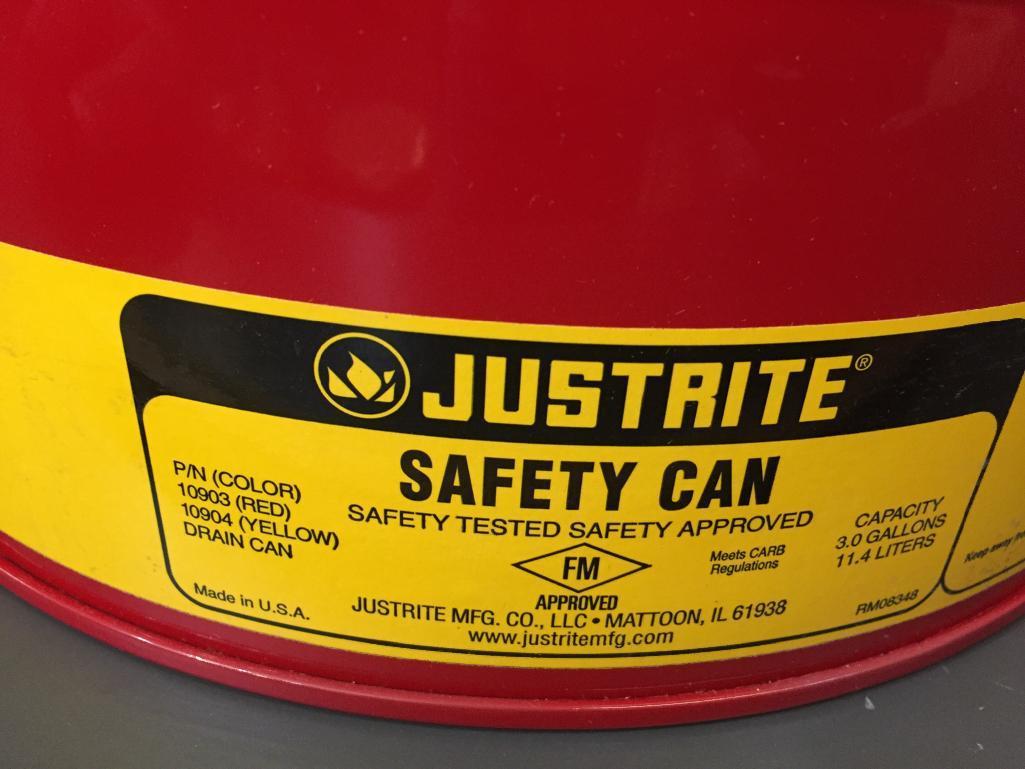 JUSTRITE®
SAFETY CAN
SAFETY TESTED SAFETY APPROVED
P/N (COLOR)
10903 (RED)
10904 (YELLOW)
DRAIN CAN
Made in U.S.A.
FM
APPROVED
Meets CARB
Regulations
CAPACITY
3.0 GALLONS
11.4 LITERS
JUSTRITE MFG. CO., LLC • MATTOON, IL 61938
www.justritemfg.com
RM08348
Keep away